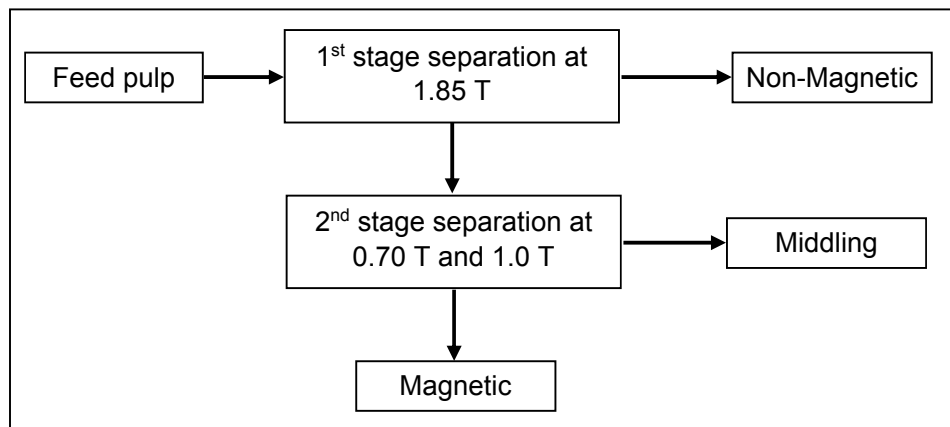 Feed pulp
1st stage separation at
1.85 T
Non-Magnetic
2nd stage separation at
0.70 T and 1.0 T
Middling
Magnetic